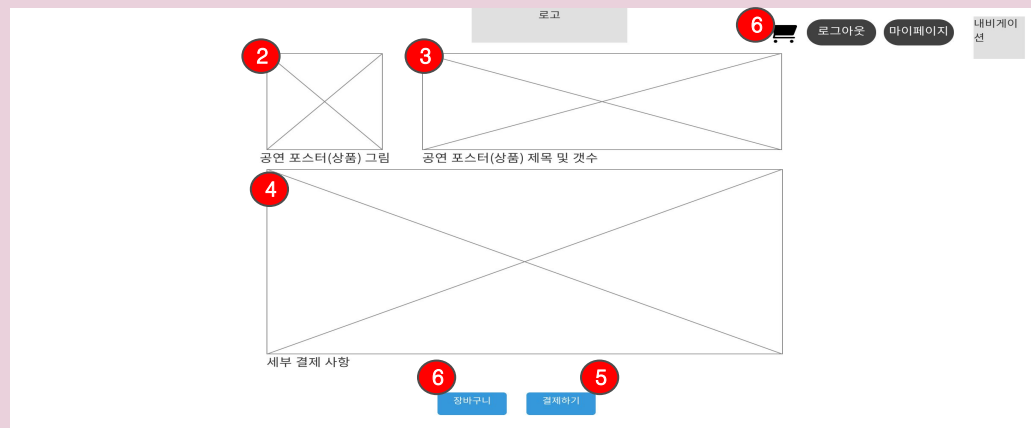 로고
6
로그아웃
마이페이지
내비게이
션
2
3
공연 포스터(상품) 그림
공연 포스터(상품) 제목 및 갯수
4
세부 결제 사항
6
5
장바구니
결제하기